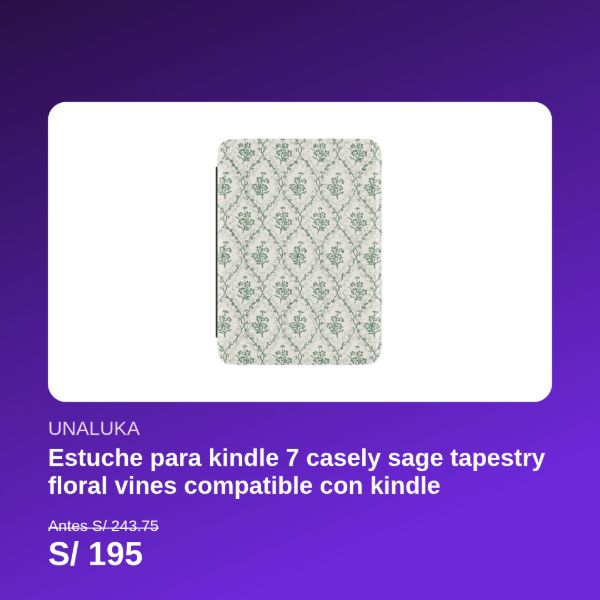 UNALUKA
Estuche para kindle 7 casely sage tapestry
floral vines compatible con kindle
Antes S/ 243.75
S/ 195